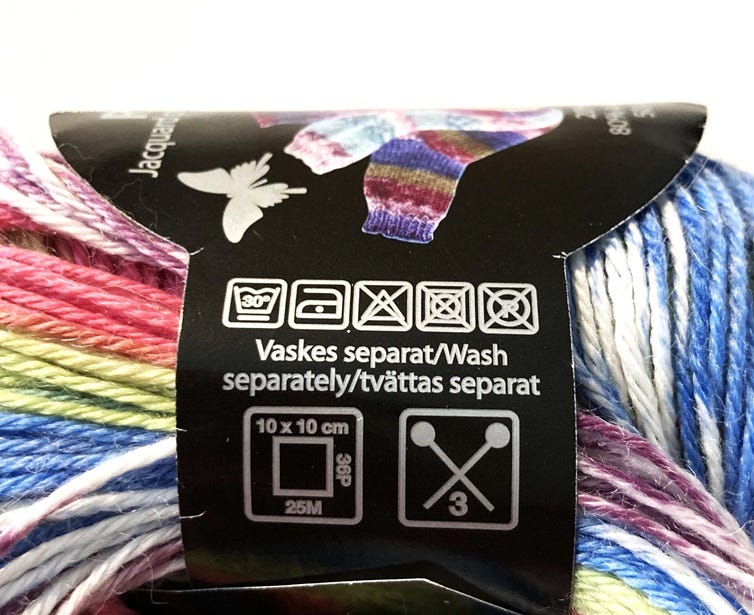 Jacquard
30°
Vaskes separat/Wash
separately/tvättas separat
10 x 10 cm
36P
25M
3